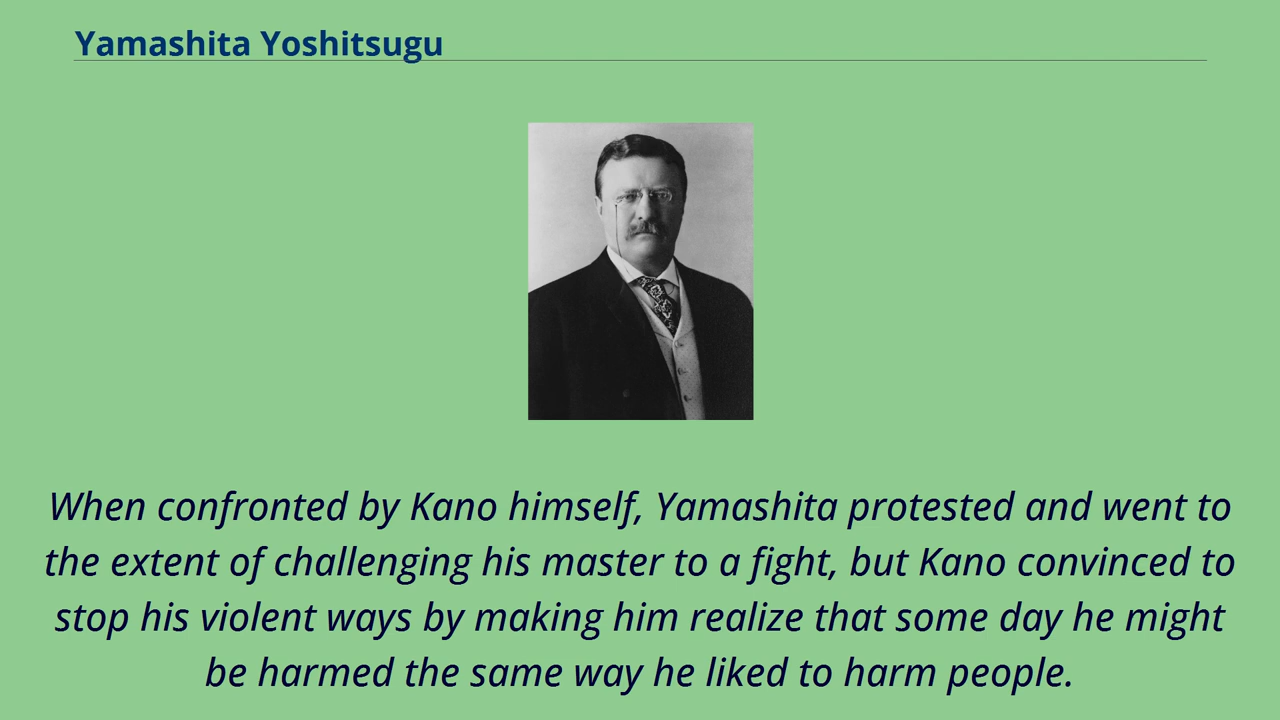 Yamashita Yoshitsugu
When confronted by Kano himself, Yamashita protested and went to
the extent of challenging his master to a fight, but Kano convinced to
stop his violent ways by making him realize that some day he might
be harmed the same way he liked to harm people.